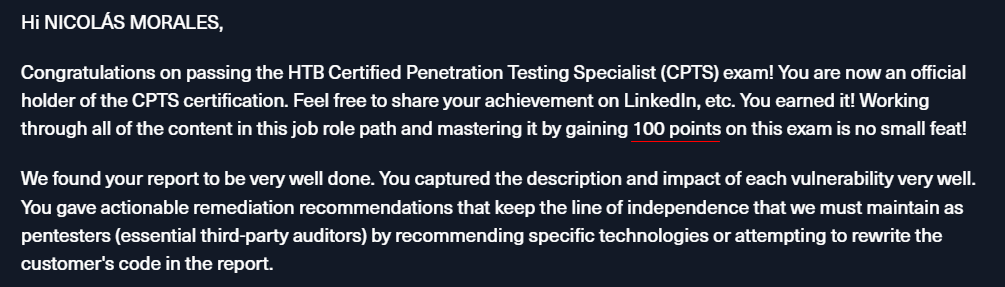 Hi NICOLÁS MORALES,
Congratulations on passing the HTB Certified Penetration Testing Specialist (CPTS) exam! You are now an official
holder of the CPTS certification. Feel free to share your achievement on LinkedIn, etc. You earned it! Working
through all of the content in this job role path and mastering it by gaining 100 points on this exam is no small feat!
We found your report to be very well done. You captured the description and impact of each vulnerability very well.
You gave actionable remediation recommendations that keep the line of independence that we must maintain as
pentesters (essential third-party auditors) by recommending specific technologies or attempting to rewrite the
customer's code in the report.